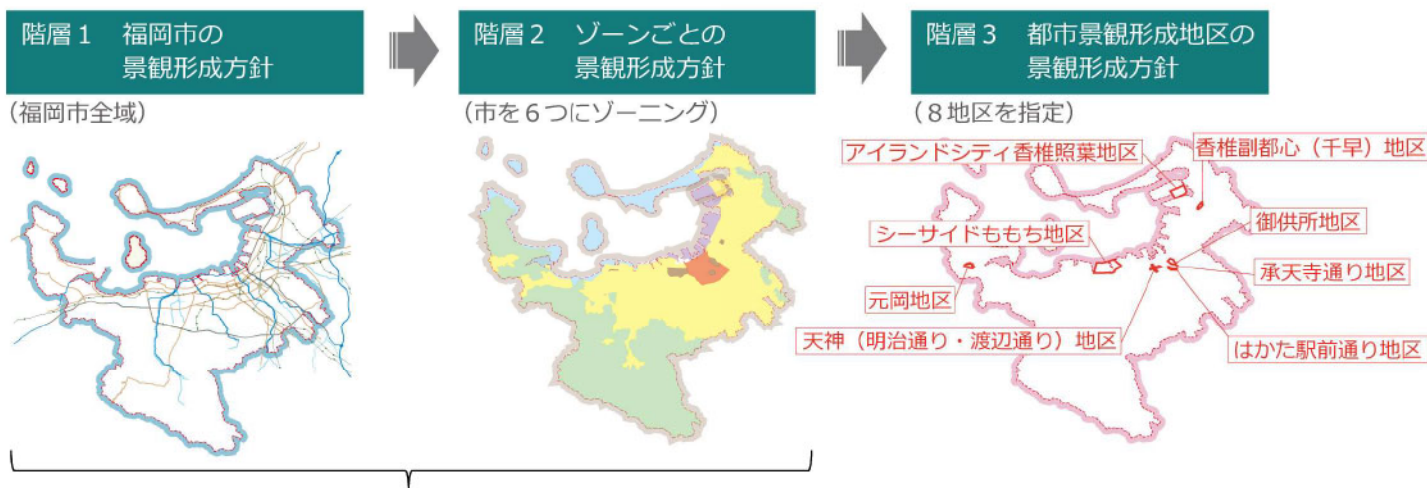 階層１　福岡市の
景観形成方針
階層２　ゾーンごとの
景観形成方針
階層３　都市景観形成地区の
景観形成方針
（福岡市全域）
（市を６つにゾーニング）
（８地区を指定）
アイランドシティ香椎照葉地区
香椎副都心（千早）地区
シーサイドももち地区
御供所地区
承天寺通り地区
元岡地区
天神（明治通り・渡辺通り）地区
はかた駅前通り地区